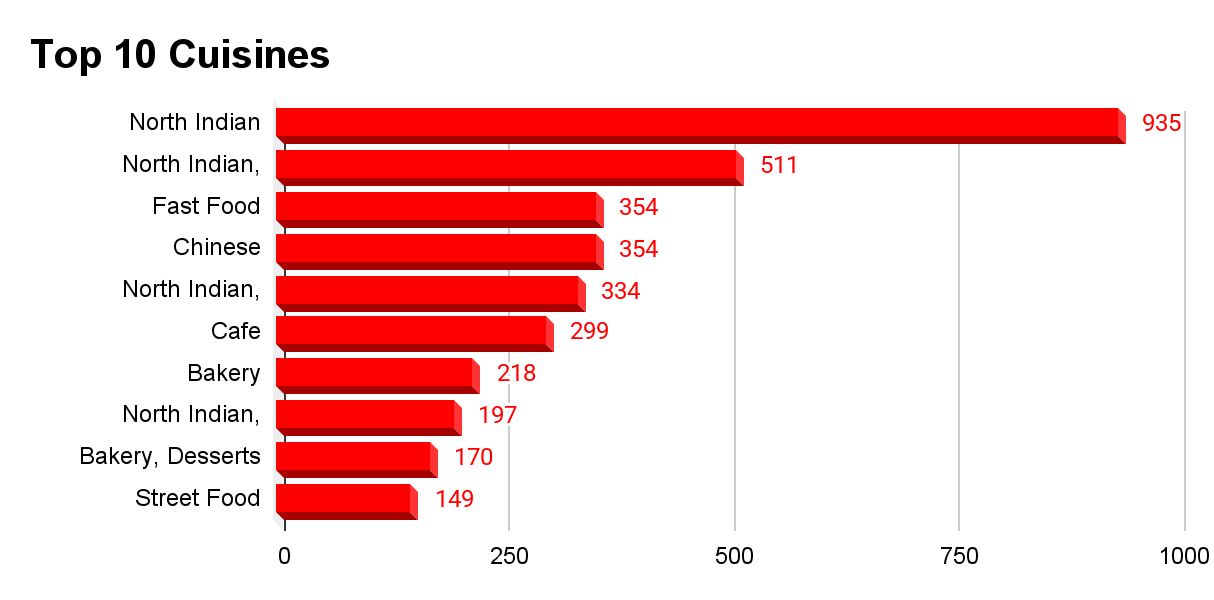 Top 10 Cuisines
North Indian 935
North Indian, 511
Fast Food 354
Chinese 354
North Indian, 334
Cafe 299
Bakery 218
North Indian, 197
Bakery, Desserts 170
Street Food 149
0 250 500 750 1000